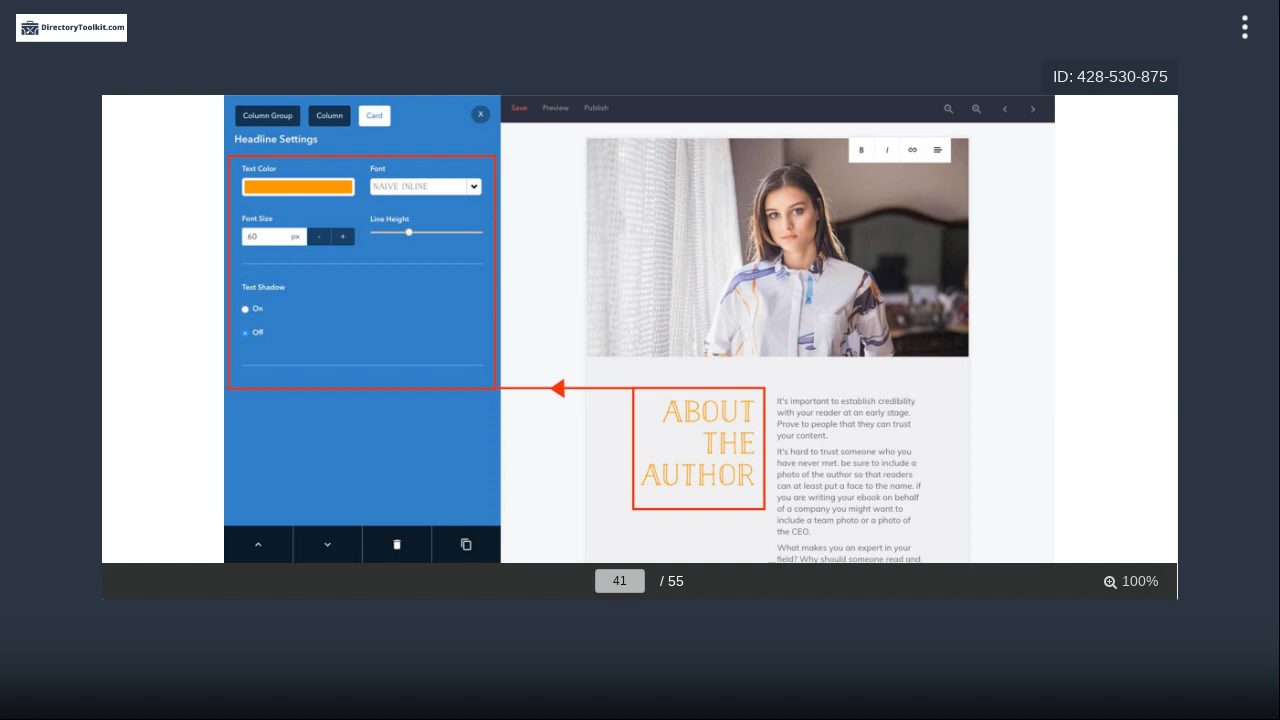 DirectoryToolkit.com
ID: 428-530-875
Column Group
Column
Card
X
Headline Settings
Text Color
Font
NAIVE INLINE
Font Size
Line Height
60
px
-
+
Text Shadow
On
Off
Save
Preview
Publish
B
I
ABOUT
THE
AUTHOR
It's important to establish credibility
with your reader at an early stage.
Prove to people that they can trust
your content.
It's hard to trust someone who you
have never met. be sure to include a
photo of the author so that readers
can at least put a face to the name. if
you are writing your ebook on behalf
of a company you might want to
include a team photo or a photo of
the CEO.
What makes you an expert in your
field? Why should someone read and
41
/ 55
100%